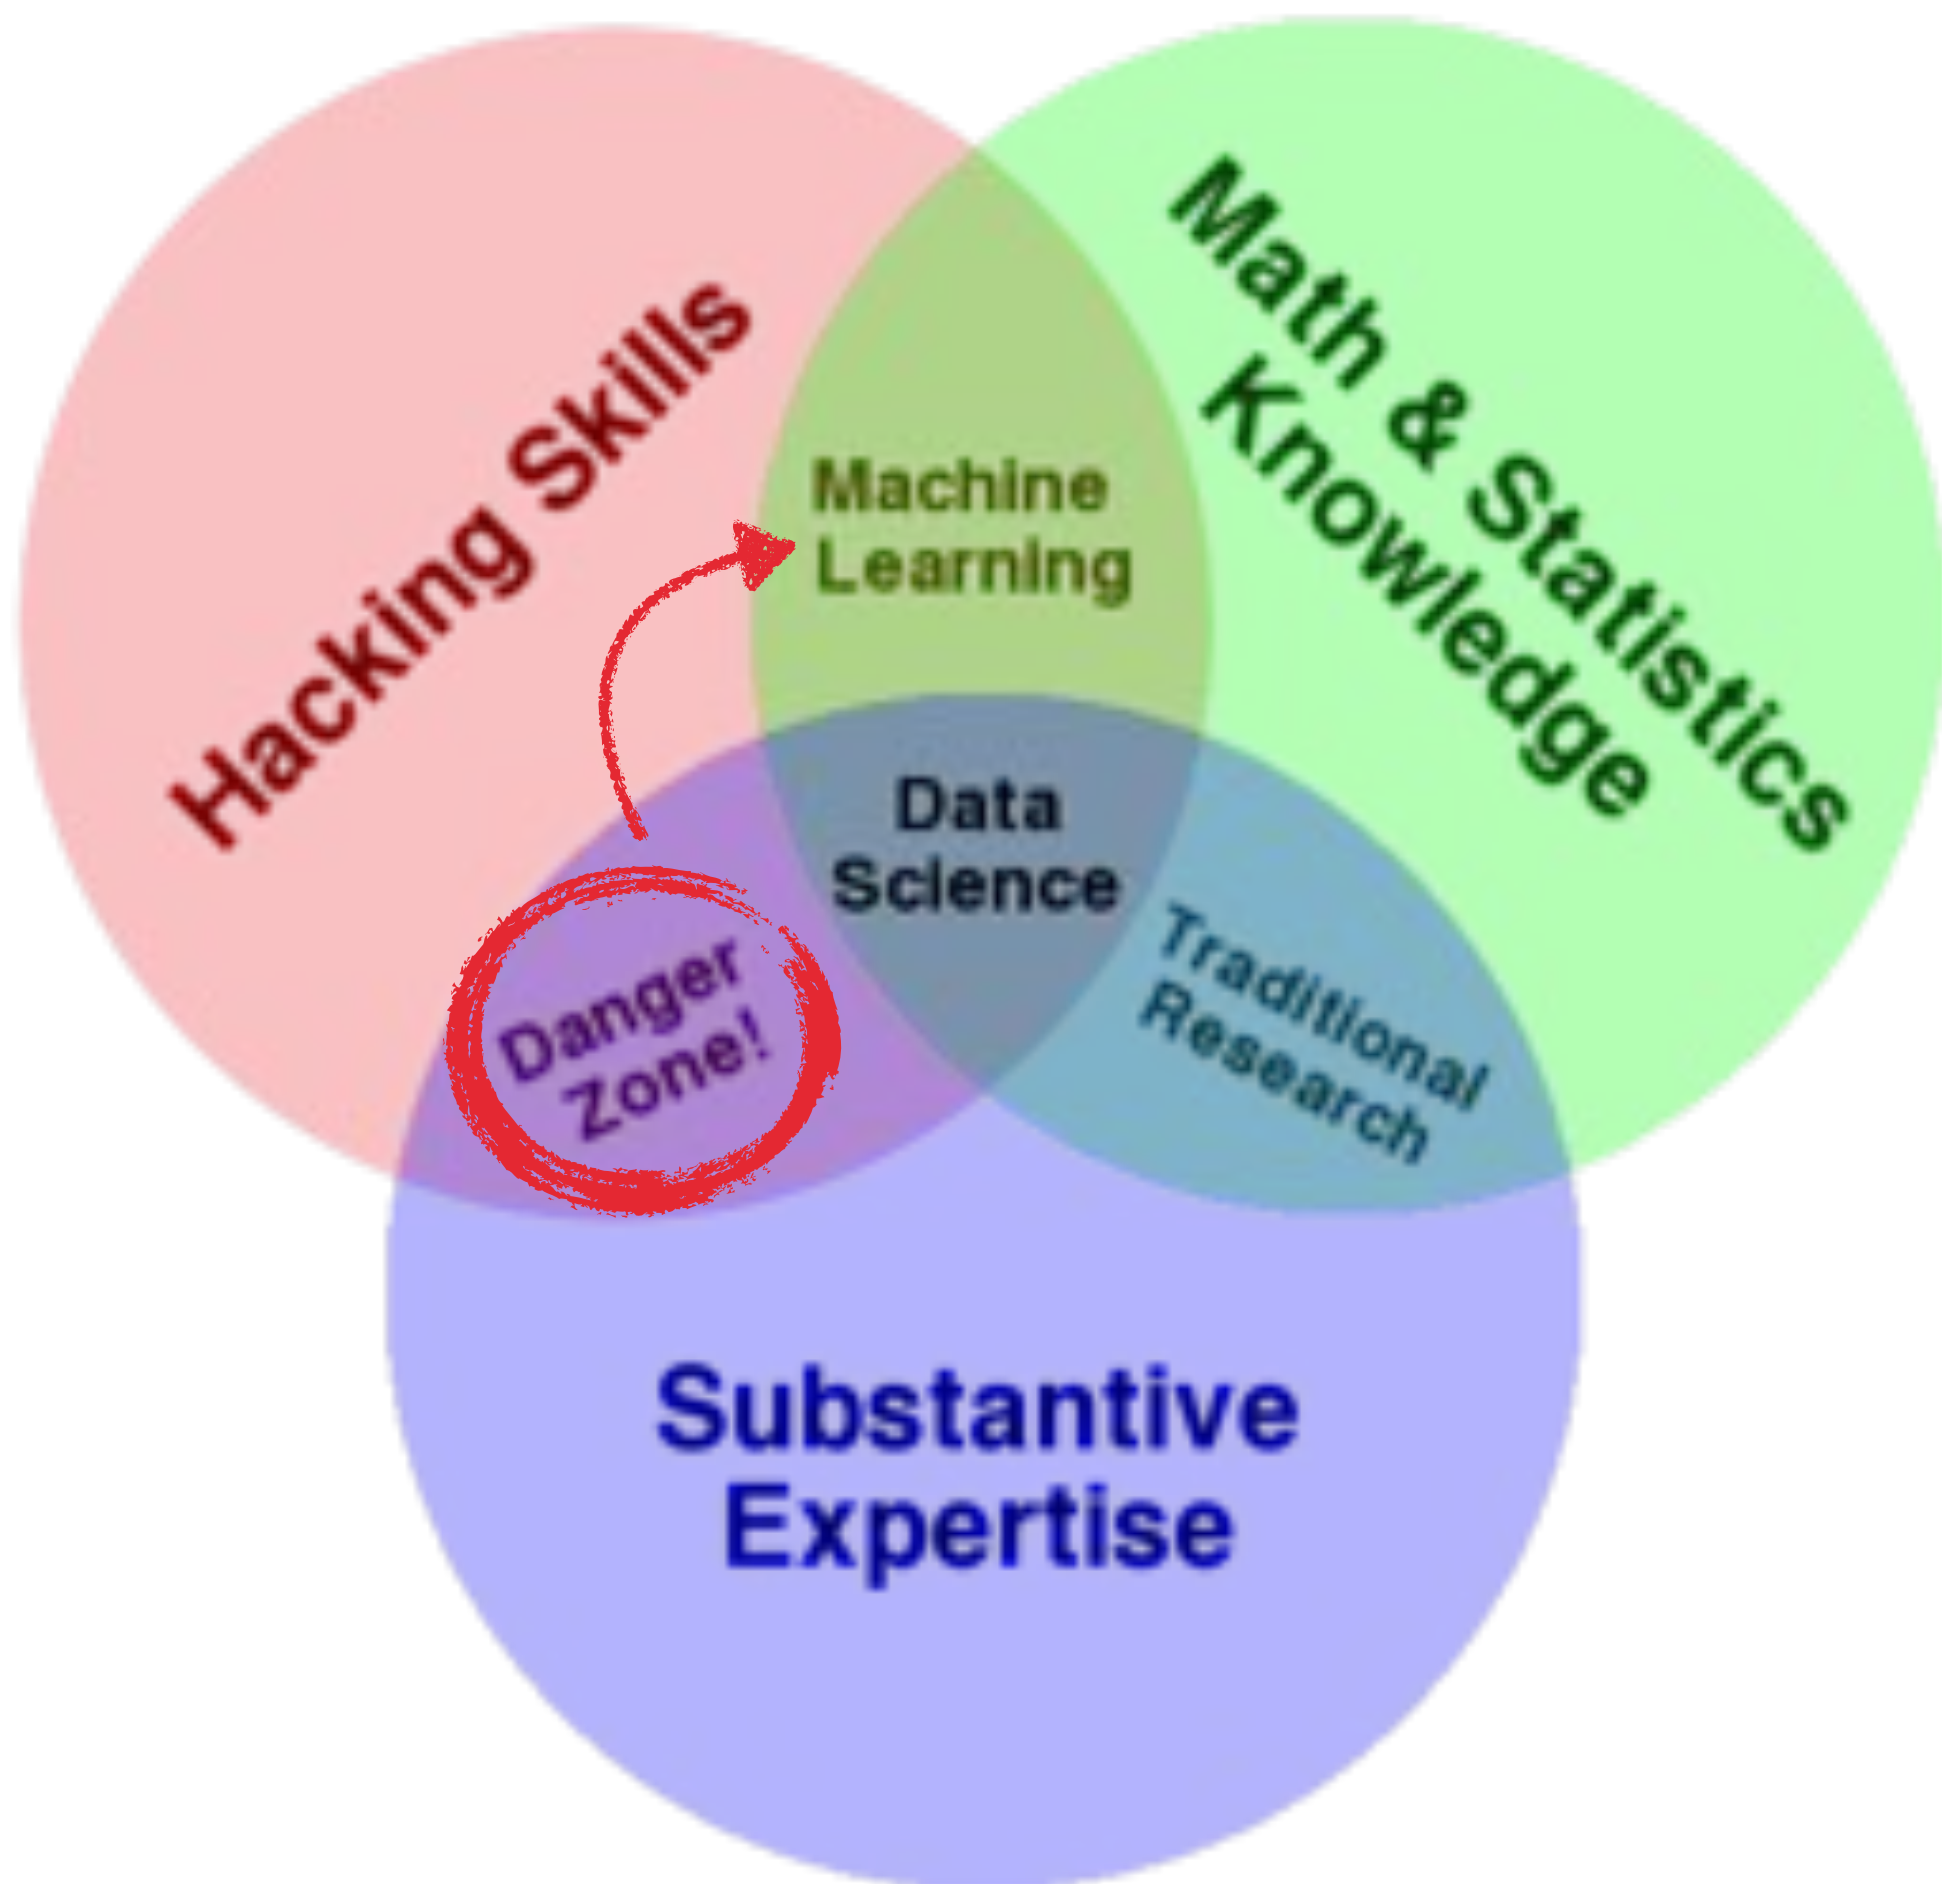 Hacking Skills
Math & Statistics
Knowledge
Machine
Learning
Data
Science
Danger
Zone!
Traditional
Research
Substantive
Expertise